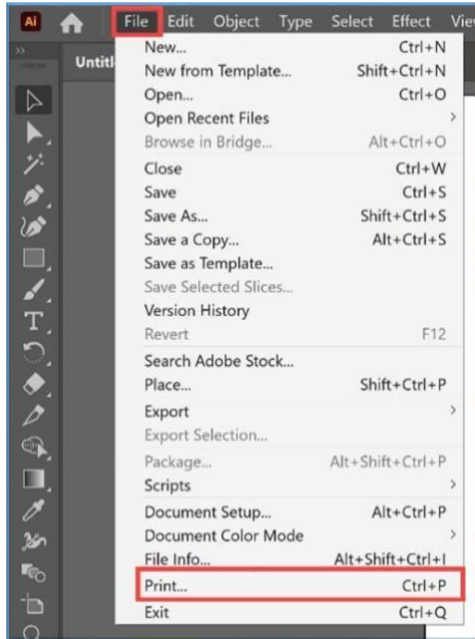 Ai File Edit Object Type Select Effect
Untitl
New... Ctrl+N
New from Template... Shift+Ctrl+N
Open... Ctrl+O
Open Recent Files >
Browse in Bridge... Alt+Ctrl+O
Close Ctrl+W
Save Ctrl+S
Save As... Shift+Ctrl+S
Save a Copy... Alt+Ctrl+S
Save as Template...
Save Selected Slices...
Version History
Revert F12
Search Adobe Stock...
Place... Shift+Ctrl+P
Export >
Export Selection...
Package... Alt+Shift+Ctrl+P
Scripts >
Document Setup... Alt+Ctrl+P
Document Color Mode >
File Info... Alt+Shift+Ctrl+I
Print... Ctrl+P
Exit Ctrl+Q